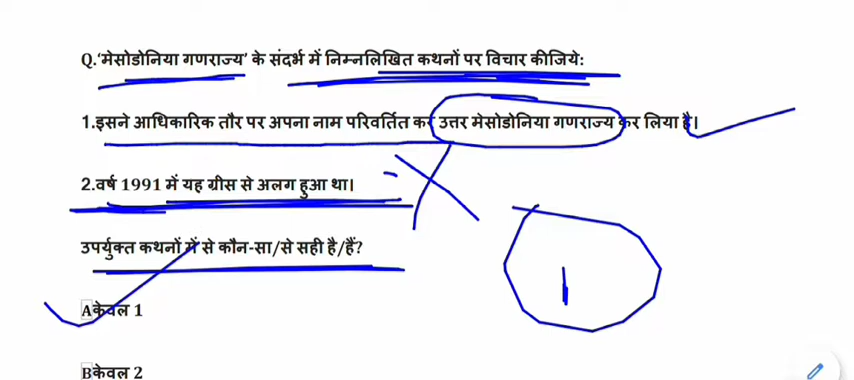 Q.‘मेसोडोनिया गणराज्य’ के संदर्भ में निम्नलिखित कथनों पर विचार कीजिये:
1.इसने आधिकारिक तौर पर अपना नाम परिवर्तित कर उत्तर मेसोडोनिया गणराज्य कर लिया है।
2.वर्ष 1991 में यह ग्रीस से अलग हुआ था।
उपर्युक्त कथनों में से कौन-सा/से सही है/हैं?
Aकेवल 1
1
Bकेवल 2